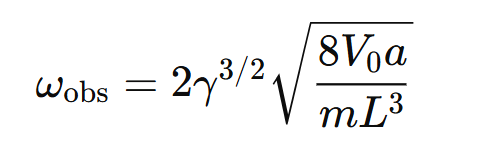 ω_obs = 2γ^{3/2} √(8V₀a / mL³)